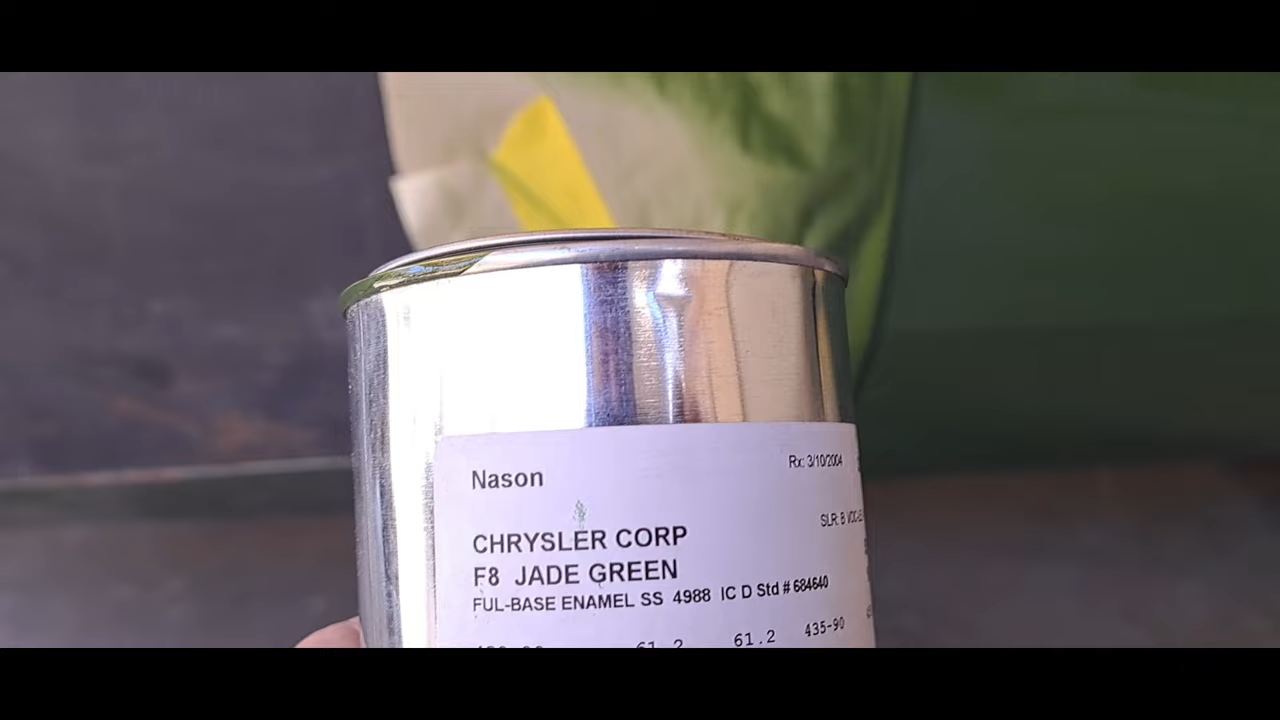 Nason
Rx: 3/10/2004
SLR: B
CHRYSLER CORP
F8 JADE GREEN
FUL-BASE ENAMEL SS 4988 IC D Std # 684640
61.2 61.2 435-90